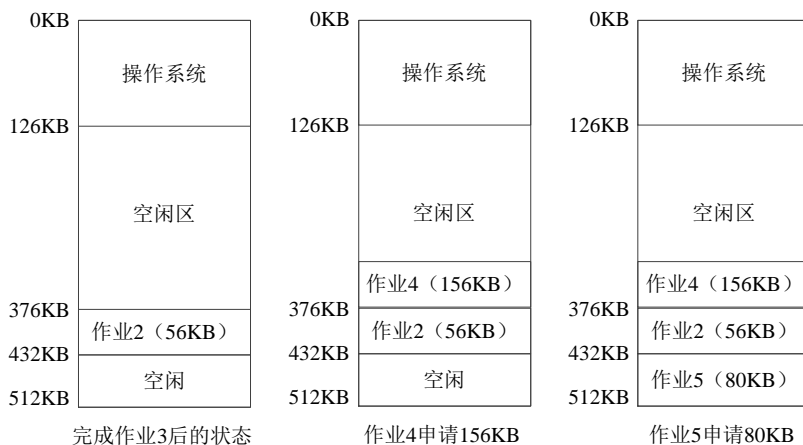 0KB
操作系统
126KB
空闲区
376KB
作业2（56KB）
432KB
空闲
512KB
完成作业3后的状态
0KB
操作系统
126KB
空闲区
作业4（156KB）
376KB
作业2（56KB）
432KB
空闲
512KB
作业4申请156KB
0KB
操作系统
126KB
空闲区
作业4（156KB）
376KB
作业2（56KB）
432KB
作业5（80KB）
512KB
作业5申请80KB